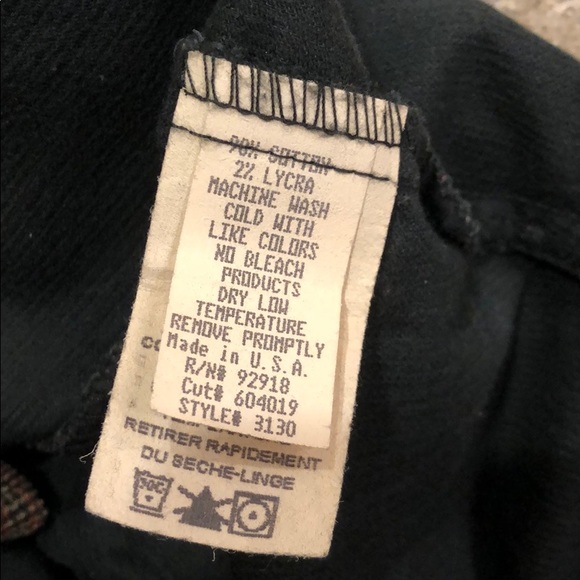 COTTON
2% LYCRA
MACHINE WASH
COLD WITH
LIKE COLORS
NO BLEACH
PRODUCTS
DRY LOW
TEMPERATURE
REMOVE PROMPTLY
Made in U.S.A.
R/N# 92918
Cut# 604019
STYLE# 3130
RETIRER RAPIDEMENT
DU SECHE-LINGE